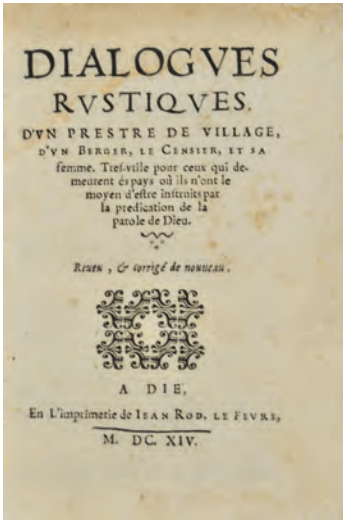 DIALOGVES
RVSTIQVES,
D'VN PRESTRE DE VILLAGE,
D'VN BERGER, LE CENSIER, ET SA
femme. Tres-vtile pour ceux qui de-
meurent és pays où ils n'ont le
moyen d'estre instruits par
la predication de la
parole de Dieu.
Reueu, & corrigé de nouueau.
A DIE,
En L'imprimerie de IEAN ROD. LE FEVRE,
M. DC. XIV.